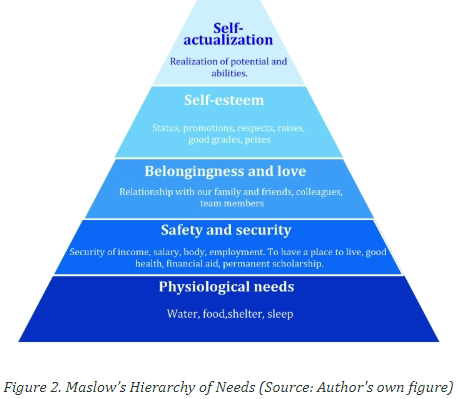 Self-
actualization
Realization of potential and
abilities.
Self-esteem
Status, promotions, respects, raises,
good grades, prizes
Belongingness and love
Relationship with our family and friends, colleagues,
team members
Safety and security
Security of income, salary, body, employment. To have a place to live, good
health, financial aid, permanent scholarship.
Physiological needs
Water, food,shelter, sleep
Figure 2. Maslow's Hierarchy of Needs (Source: Author's own figure)